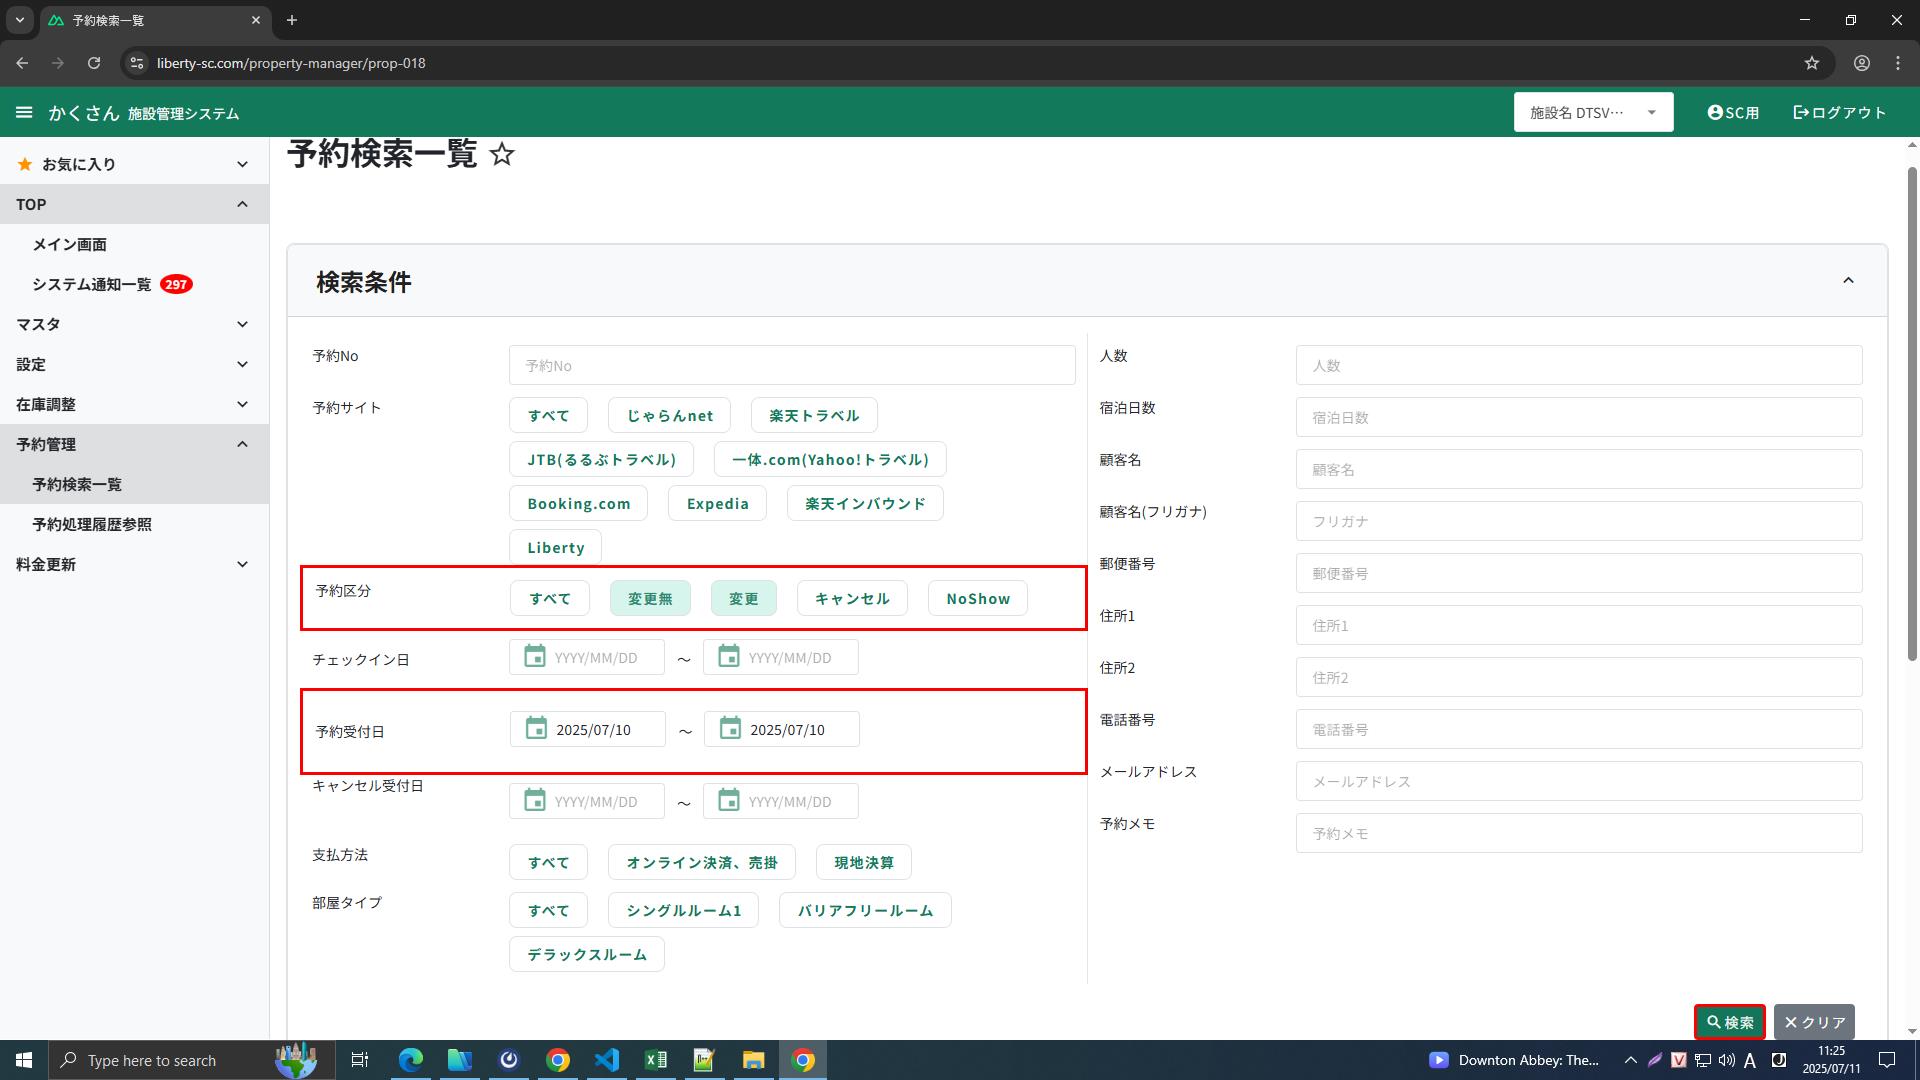 予約検索一覧
liberty-sc.com/property-manager/prop-018
かくさん 施設管理システム
施設名 DTSV…
SC用
ログアウト
お気に入り
TOP
メイン画面
システム通知一覧 297
マスタ
設定
在庫調整
予約管理
予約検索一覧
予約処理履歴参照
料金更新
予約検索一覧
検索条件
予約No
予約No
予約サイト
すべて じゃらんnet 楽天トラベル
JTB(るるぶトラベル) 一体.com(Yahoo!トラベル)
Booking.com Expedia 楽天インバウンド
Liberty
予約区分
すべて 変更無 変更 キャンセル NoShow
チェックイン日
YYYY/MM/DD ～ YYYY/MM/DD
予約受付日
2025/07/10 ～ 2025/07/10
キャンセル受付日
YYYY/MM/DD ～ YYYY/MM/DD
支払方法
すべて オンライン決済、売掛 現地決算
部屋タイプ
すべて シングルルーム1 バリアフリールーム
デラックスルーム
人数
人数
宿泊日数
宿泊日数
顧客名
顧客名
顧客名(フリガナ)
フリガナ
郵便番号
郵便番号
住所1
住所1
住所2
住所2
電話番号
電話番号
メールアドレス
メールアドレス
予約メモ
予約メモ
検索
クリア
Type here to search
Downton Abbey: The...
A
11:25
2025/07/11